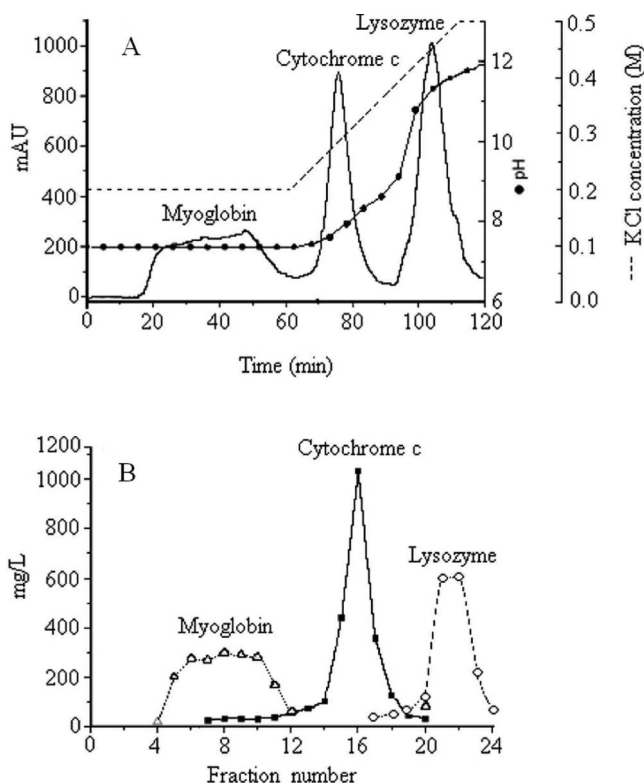 A
Lysozyme
Cytochrome c
Myoglobin
1000
800
600
400
200
0
mAU
0 20 40 60 80 100 120
Time (min)
12
10
8
6
pH
0.5
0.4
0.3
0.2
0.1
0.0
KCl concentration (M)
B
Cytochrome c
Lysozyme
Myoglobin
1200
1000
800
600
400
200
0
mg/L
0 4 8 12 16 20 24
Fraction number